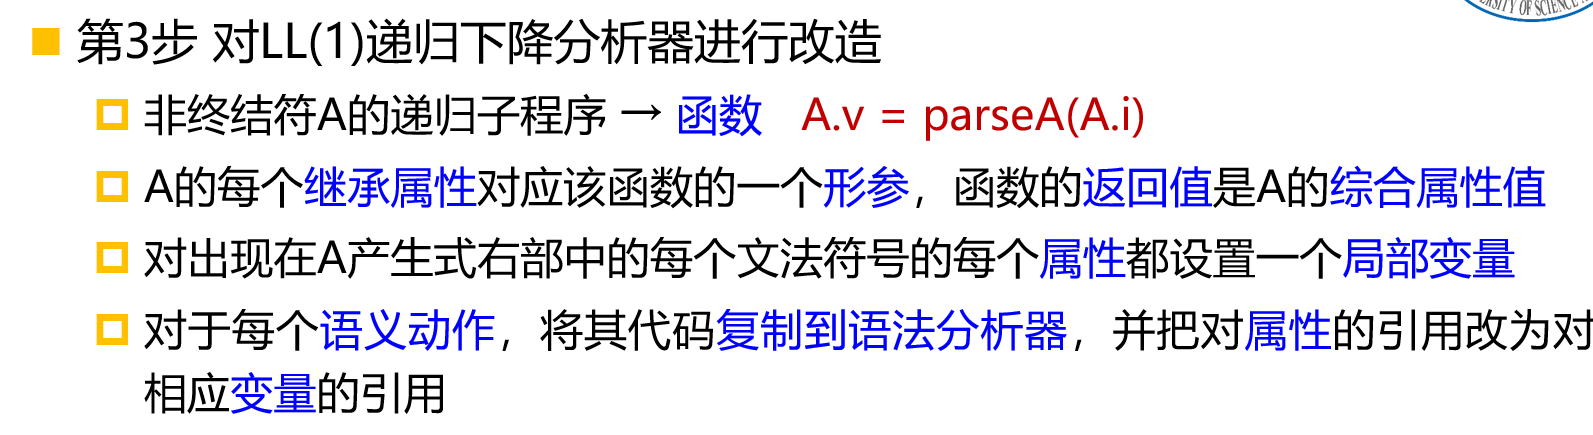 UNIVERSITY OF SCIENCE
第3步 对LL(1)递归下降分析器进行改造
非终结符A的递归子程序 → 函数 A.v = parseA(A.i)
A的每个继承属性对应该函数的一个形参，函数的返回值是A的综合属性值
对出现在A产生式右部中的每个文法符号的每个属性都设置一个局部变量
对于每个语义动作，将其代码复制到语法分析器，并把对属性的引用改为对
相应变量的引用